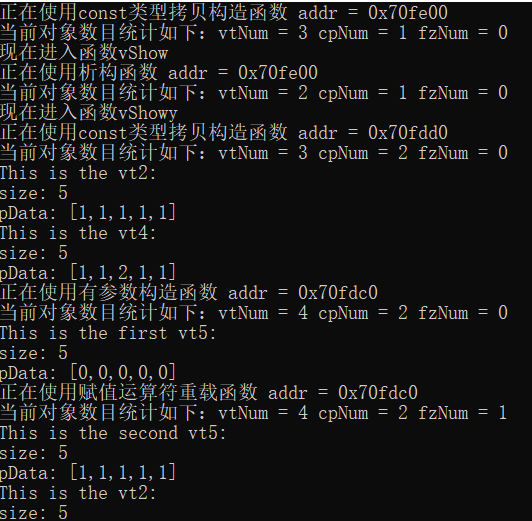 正在使用const类型拷贝构造函数 addr = 0x70fe00
当前对象数目统计如下: vtNum = 3 cpNum = 1 fzNum = 0
现在进入函数vShow
正在使用析构函数 addr = 0x70fe00
当前对象数目统计如下: vtNum = 2 cpNum = 1 fzNum = 0
现在进入函数vShowy
正在使用const类型拷贝构造函数 addr = 0x70fdd0
当前对象数目统计如下: vtNum = 3 cpNum = 2 fzNum = 0
This is the vt2:
size: 5
pData: [1,1,1,1,1]
This is the vt4:
size: 5
pData: [1,1,2,1,1]
正在使用有参数构造函数 addr = 0x70fdc0
当前对象数目统计如下: vtNum = 4 cpNum = 2 fzNum = 0
This is the first vt5:
size: 5
pData: [0,0,0,0,0]
正在使用赋值运算符重载函数 addr = 0x70fdc0
当前对象数目统计如下: vtNum = 4 cpNum = 2 fzNum = 1
This is the second vt5:
size: 5
pData: [1,1,1,1,1]
This is the vt2:
size: 5